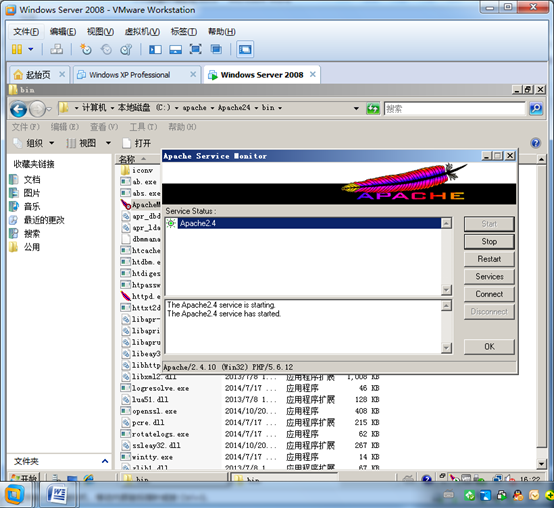 Windows Server 2008 - VMware Workstation
文件(F) 编辑(E) 查看(V) 虚拟机(V) 标签(T) 帮助(H)
起始页 Windows XP Professional Windows Server 2008
bin
计算机 本地磁盘 (C:) apache Apache24 bin 搜索
文件(F) 编辑(E) 查看(V) 工具(T) 帮助(H)
组织 视图 打开
收藏夹链接
文档
图片
音乐
最近的更改
搜索
公用
文件夹
名称
iconv
ab.exe
abs.exe
ApacheM
apr_dbd
apr_lda
dbmmana
htcache
htdbm.e
htdiges
htpassw
httpd.e
httxt2d
libapr-
libapri
libapru
libeay3
libhttp
Apache Service Monitor
APACHE
Service Status :
Apache2.4
The Apache2.4 service is starting.
The Apache2.4 service has started.
Start
Stop
Restart
Services
Connect
Disconnect
OK
Apache/2.4.10 (Win32) PHP/5.6.12
libxml2.dll 2013/7/8 1... 应用程序扩展 1,008 KB
logresolve.exe 2014/7/17 ... 应用程序 46 KB
lua51.dll 2013/7/8 1... 应用程序扩展 128 KB
openssl.exe 2014/10/20... 应用程序 408 KB
pcre.dll 2014/7/17 ... 应用程序扩展 215 KB
rotatelogs.exe 2014/7/17 ... 应用程序 62 KB
ssleay32.dll 2014/10/20... 应用程序扩展 267 KB
wintty.exe 2014/7/17 ... 应用程序 14 KB
zlib1.dll 2013/7/8 1... 应用程序扩展 67 KB
开始 bin bin 16:22